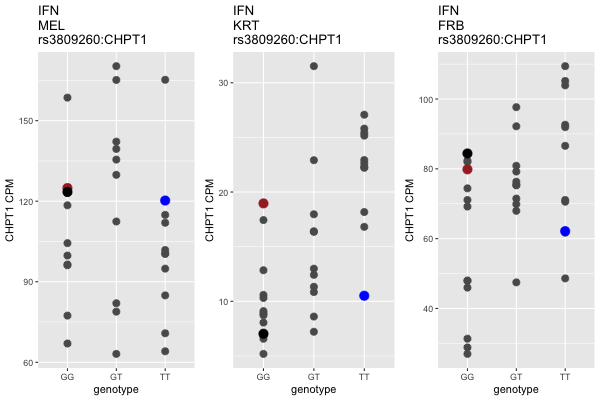 IFN
MEL
rs3809260:CHPT1
CHPT1 CPM
150
120
90
60
GG GT TT
genotype
IFN
KRT
rs3809260:CHPT1
CHPT1 CPM
30
20
10
GG GT TT
genotype
IFN
FRB
rs3809260:CHPT1
CHPT1 CPM
100
80
60
40
GG GT TT
genotype